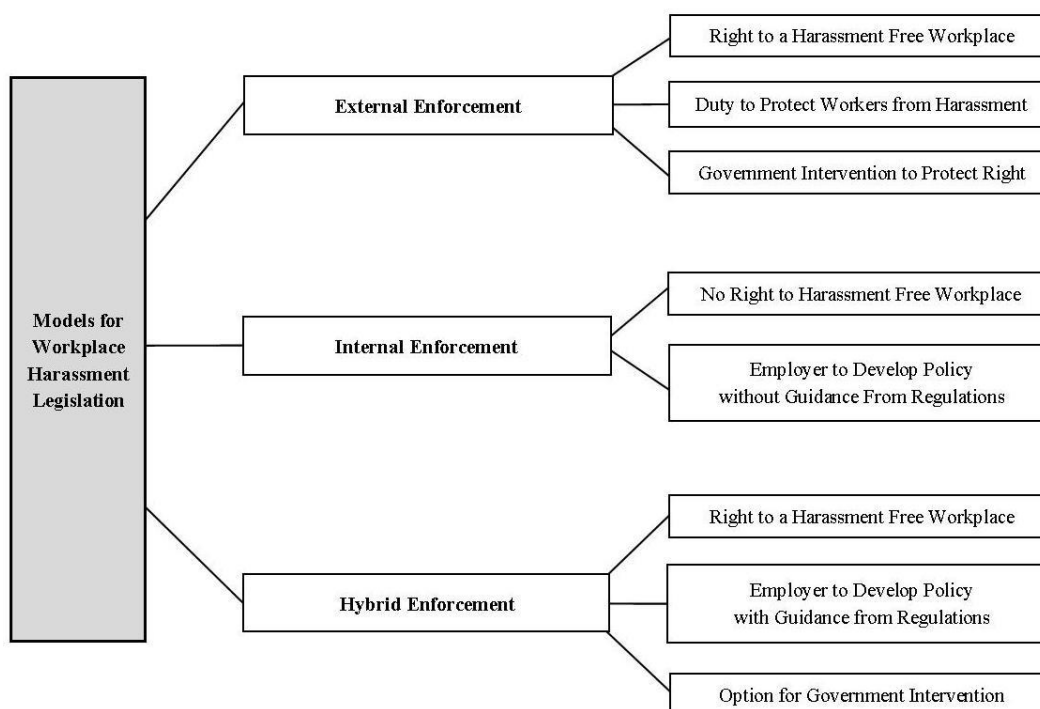 Models for
Workplace
Harassment
Legislation
External Enforcement
Right to a Harassment Free Workplace
Duty to Protect Workers from Harassment
Government Intervention to Protect Right
Internal Enforcement
No Right to Harassment Free Workplace
Employer to Develop Policy
without Guidance From Regulations
Hybrid Enforcement
Right to a Harassment Free Workplace
Employer to Develop Policy
with Guidance from Regulations
Option for Government Intervention